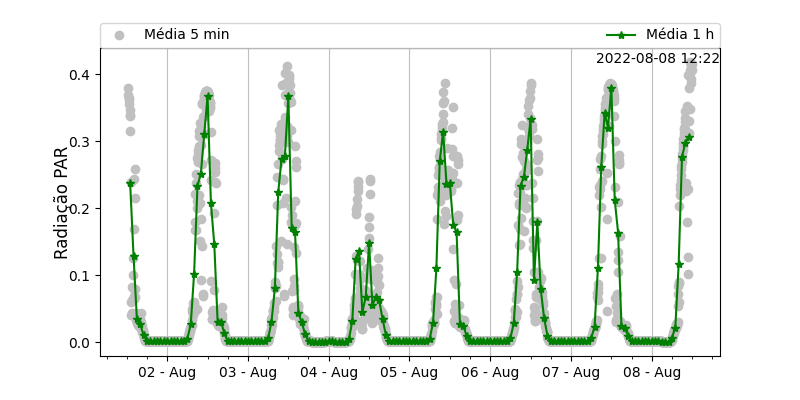 Média 5 min
Média 1 h
2022-08-08 12:22
0.4
0.3
0.2
0.1
0.0
Radiação PAR
02 - Aug
03 - Aug
04 - Aug
05 - Aug
06 - Aug
07 - Aug
08 - Aug